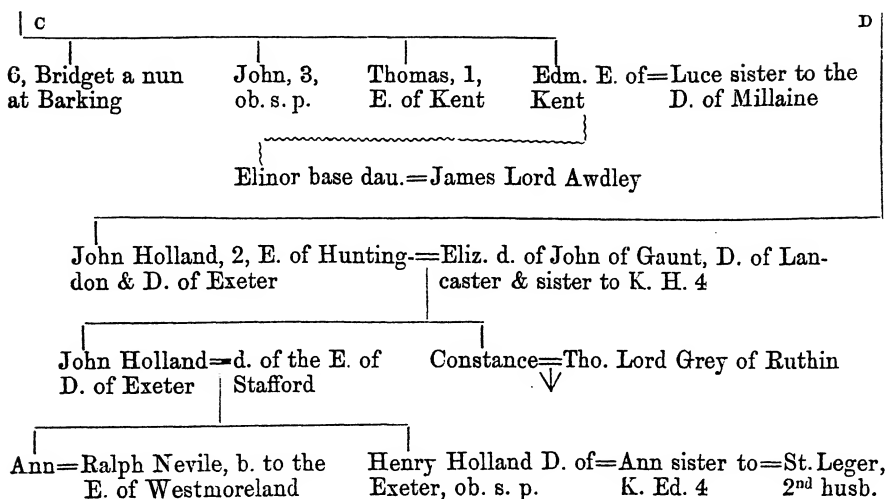 C D
6, Bridget a nun John, 3, Thomas, 1, Edm. E. of=Luce sister to the
at Barking ob. s. p. E. of Kent Kent D. of Millaine
Elinor base dau.=James Lord Awdley
John Holland, 2, E. of Hunting-=Eliz. d. of John of Gaunt, D. of Lan-
don & D. of Exeter caster & sister to K. H. 4
John Holland=d. of the E. of Constance=Tho. Lord Grey of Ruthin
D. of Exeter Stafford
Ann=Ralph Nevile, b. to the Henry Holland D. of=Ann sister to=St. Leger,
E. of Westmoreland Exeter, ob. s. p. K. Ed. 4 2nd husb.